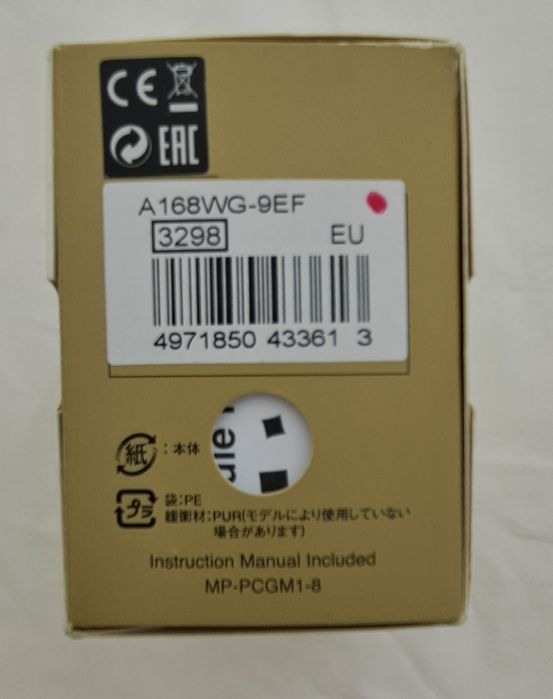 CE
EAC
A168WG-9EF
3298 EU
4971850 43361 3
紙 :本体
プラ 袋:PE
緩衝材:PUR(モデルにより使用していない
場合があります)
Instruction Manual Included
MP-PCGM1-8